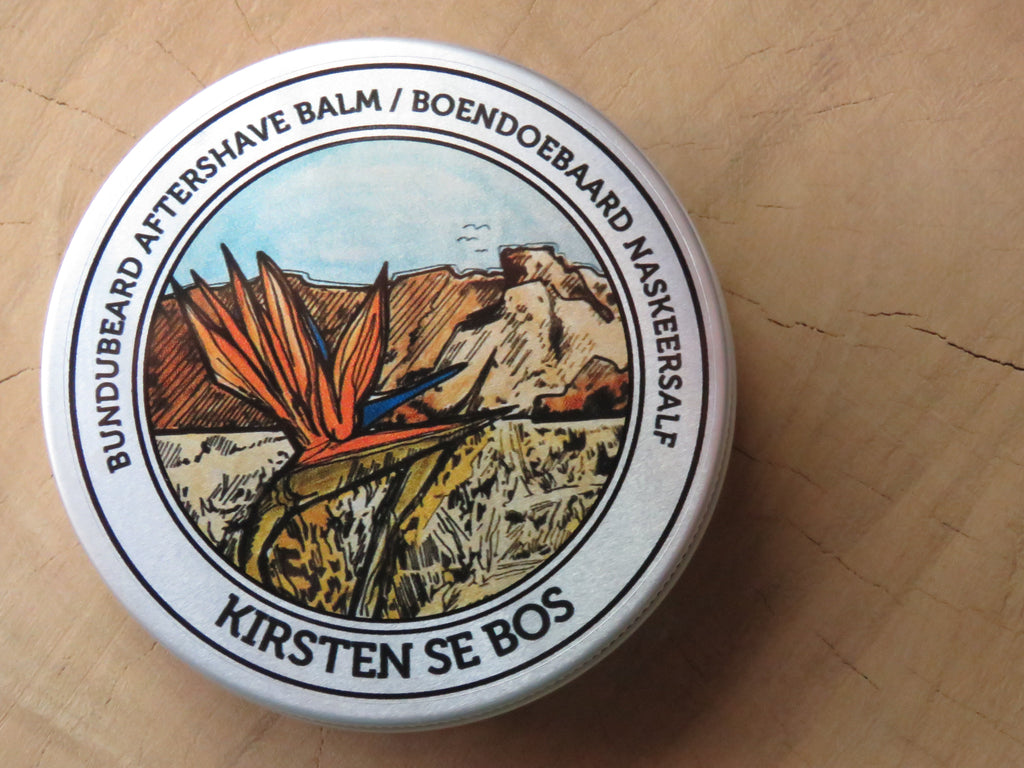 BUNDUBEARD AFTERSHAVE BALM / BOENDOEBAARD NASKEERSALF
KIRSTEN SE BOS